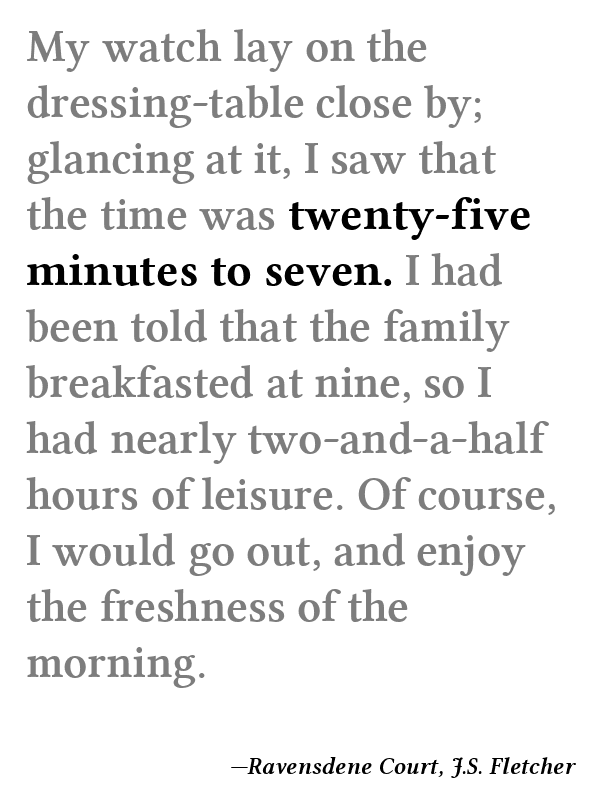 My watch lay on the
dressing-table close by;
glancing at it, I saw that
the time was twenty-five
minutes to seven. I had
been told that the family
breakfasted at nine, so I
had nearly two-and-a-half
hours of leisure. Of course,
I would go out, and enjoy
the freshness of the
morning.
—Ravensdene Court, J.S. Fletcher